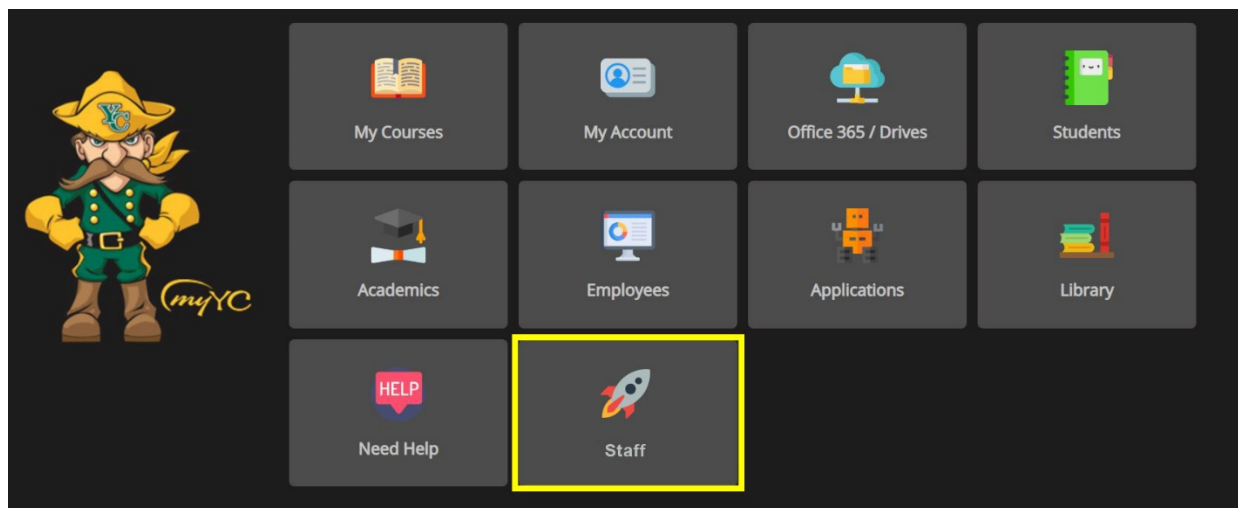 YC
myYC
My Courses
My Account
Office 365 / Drives
Students
Academics
Employees
Applications
Library
HELP
Need Help
Staff